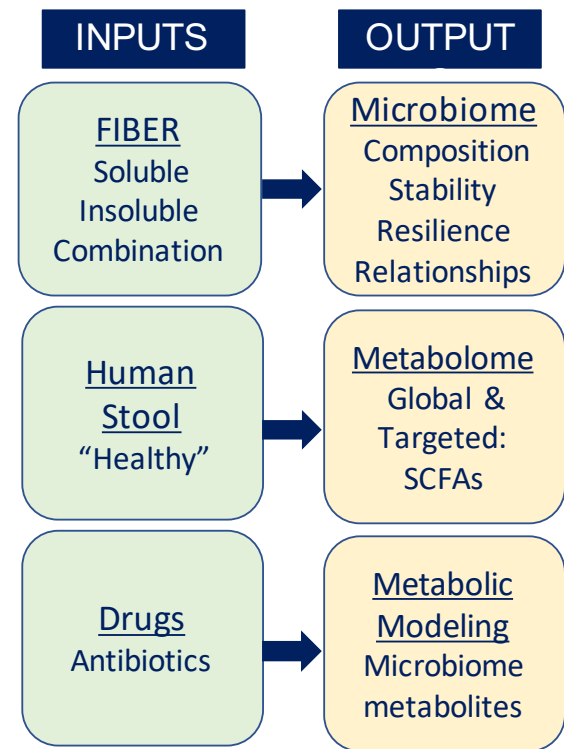 INPUTS
OUTPUT
FIBER
Soluble
Insoluble
Combination
Microbiome
Composition
Stability
Resilience
Relationships
Human
Stool
“Healthy”
Metabolome
Global &
Targeted:
SCFAs
Drugs
Antibiotics
Metabolic
Modeling
Microbiome
metabolites